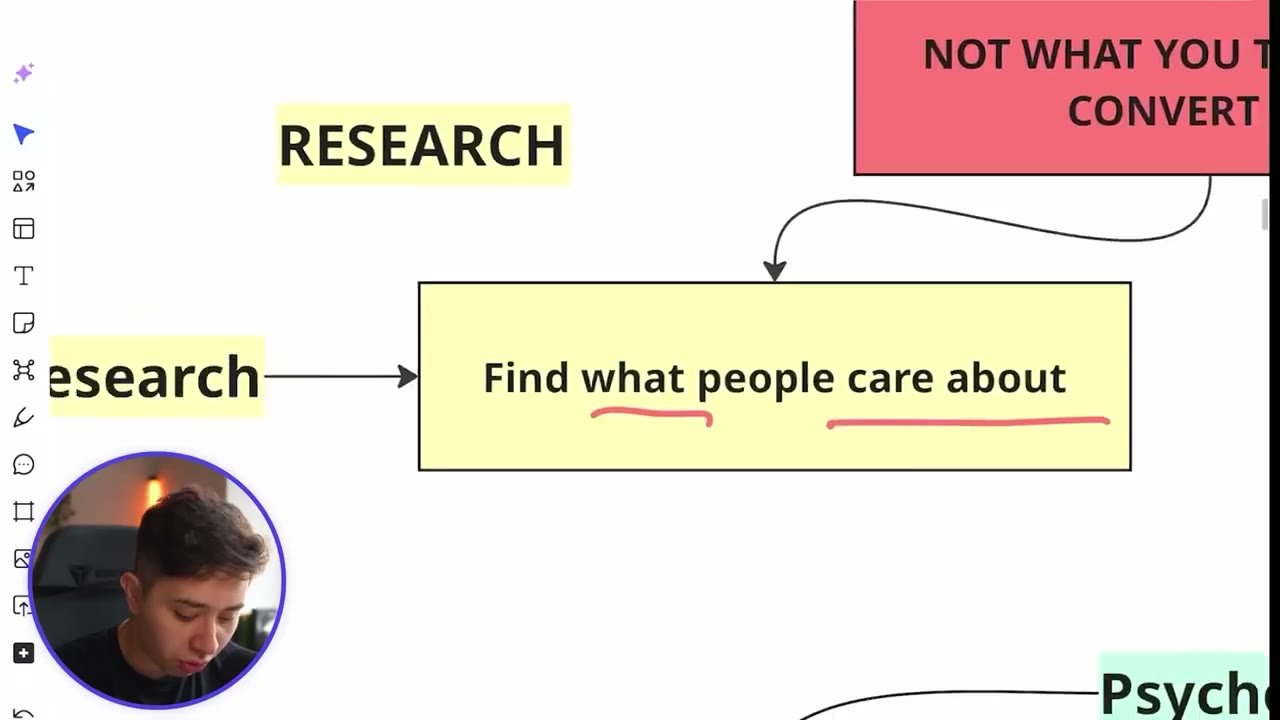 NOT WHAT YOU
CONVERT
RESEARCH
esearch
Find what people care about
Psych